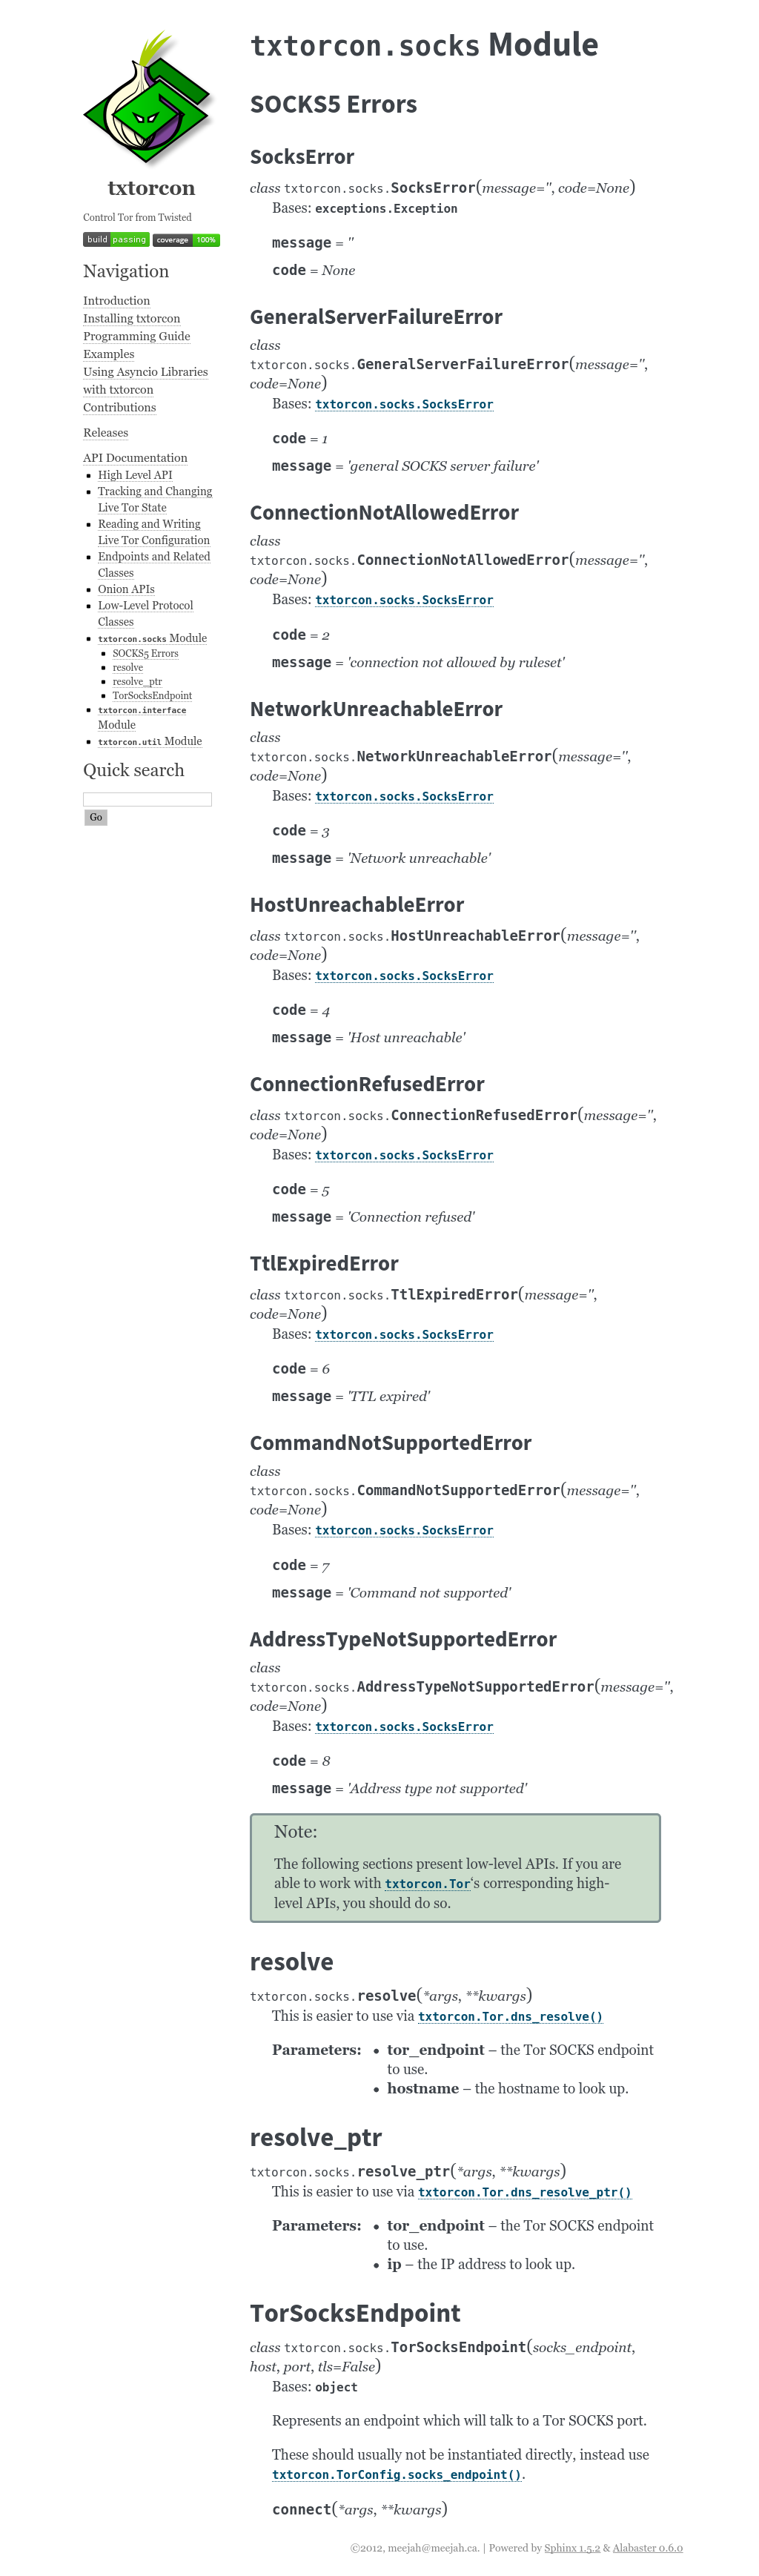 txtorcon
Control Tor from Twisted
build passing coverage 100%
Navigation
Introduction
Installing txtorcon
Programming Guide
Examples
Using Asyncio Libraries
with txtorcon
Contributions
Releases
API Documentation
High Level API
Tracking and Changing
Live Tor State
Reading and Writing
Live Tor Configuration
Endpoints and Related
Classes
Onion APIs
Low-Level Protocol
Classes
txtorcon.socks Module
SOCKS5 Errors
resolve
resolve_ptr
TorSocksEndpoint
txtorcon.interface
Module
txtorcon.util Module
Quick search
Go
txtorcon.socks Module
SOCKS5 Errors
SocksError
class txtorcon.socks.SocksError(message='', code=None)
Bases: exceptions.Exception
message = ''
code = None
GeneralServerFailureError
class
txtorcon.socks.GeneralServerFailureError(message='',
code=None)
Bases: txtorcon.socks.SocksError
code = 1
message = 'general SOCKS server failure'
ConnectionNotAllowedError
class
txtorcon.socks.ConnectionNotAllowedError(message='',
code=None)
Bases: txtorcon.socks.SocksError
code = 2
message = 'connection not allowed by ruleset'
NetworkUnreachableError
class
txtorcon.socks.NetworkUnreachableError(message='',
code=None)
Bases: txtorcon.socks.SocksError
code = 3
message = 'Network unreachable'
HostUnreachableError
class txtorcon.socks.HostUnreachableError(message='',
code=None)
Bases: txtorcon.socks.SocksError
code = 4
message = 'Host unreachable'
ConnectionRefusedError
class txtorcon.socks.ConnectionRefusedError(message='',
code=None)
Bases: txtorcon.socks.SocksError
code = 5
message = 'Connection refused'
TtlExpiredError
class txtorcon.socks.TtlExpiredError(message='',
code=None)
Bases: txtorcon.socks.SocksError
code = 6
message = 'TTL expired'
CommandNotSupportedError
class
txtorcon.socks.CommandNotSupportedError(message='',
code=None)
Bases: txtorcon.socks.SocksError
code = 7
message = 'Command not supported'
AddressTypeNotSupportedError
class
txtorcon.socks.AddressTypeNotSupportedError(message='',
code=None)
Bases: txtorcon.socks.SocksError
code = 8
message = 'Address type not supported'
Note:
The following sections present low-level APIs. If you are
able to work with txtorcon.Tor‘s corresponding high-
level APIs, you should do so.
resolve
txtorcon.socks.resolve(*args, **kwargs)
This is easier to use via txtorcon.Tor.dns_resolve()
Parameters: • tor_endpoint – the Tor SOCKS endpoint
to use.
• hostname – the hostname to look up.
resolve_ptr
txtorcon.socks.resolve_ptr(*args, **kwargs)
This is easier to use via txtorcon.Tor.dns_resolve_ptr()
Parameters: • tor_endpoint – the Tor SOCKS endpoint
to use.
• ip – the IP address to look up.
TorSocksEndpoint
class txtorcon.socks.TorSocksEndpoint(socks_endpoint,
host, port, tls=False)
Bases: object
Represents an endpoint which will talk to a Tor SOCKS port.
These should usually not be instantiated directly, instead use
txtorcon.TorConfig.socks_endpoint().
connect(*args, **kwargs)
©2012, meejah@meejah.ca. | Powered by Sphinx 1.5.2 & Alabaster 0.6.0